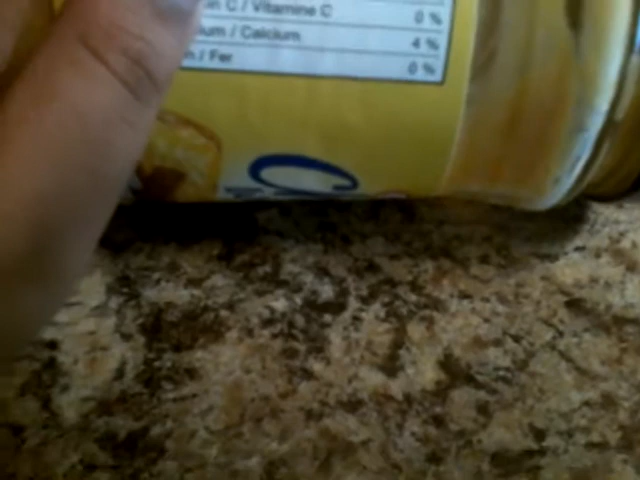 in C / Vitamine C 0 %
ium / Calcium 4 %
n / Fer 0 %